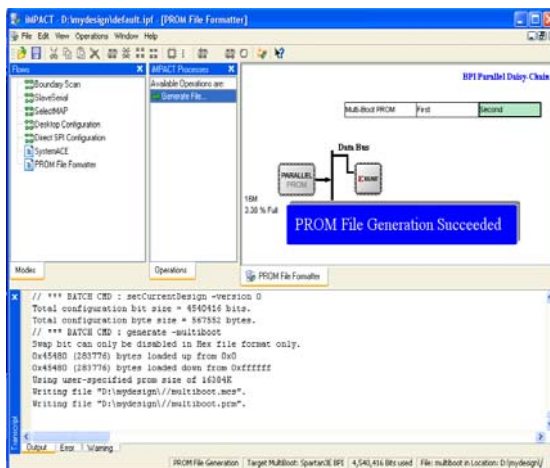 iMPACT - D:\mydesign\default.ipf - [PROM File Formatter]
File Edit View Operations Window Help
Flows
Boundary Scan
SlaveSerial
SelectMAP
Desktop Configuration
Direct SPI Configuration
SystemACE
PROM File Formatter
Modes
iMPACT Processes
Available Operations are:
Generate File...
Operations
BPI Parallel Daisy-Chain
Multi-Boot PROM First Second
Data Bus
PARALLEL
PROM
XILINX
16M
3.38 % Full
PROM File Generation Succeeded
PROM File Formatter
// *** BATCH CMD : setCurrentDesign -version 0
Total configuration bit size = 4540416 bits.
Total configuration byte size = 567552 bytes.
// *** BATCH CMD : generate -multiboot
Swap bit can only be disabled in Hex file format only.
0x45480 (283776) bytes loaded up from 0x0
0x45480 (283776) bytes loaded down from 0xffffff
Using user-specified prom size of 16384K
Writing file "D:\mydesign\//multiboot.mcs".
Writing file "D:\mydesign\//multiboot.prm".
Transcript
Output Error Warning
PROM File Generation Target MultiBoot: Spartan3E BPI 4,540,416 Bits used File: multiboot in Location: D:\mydesign\/